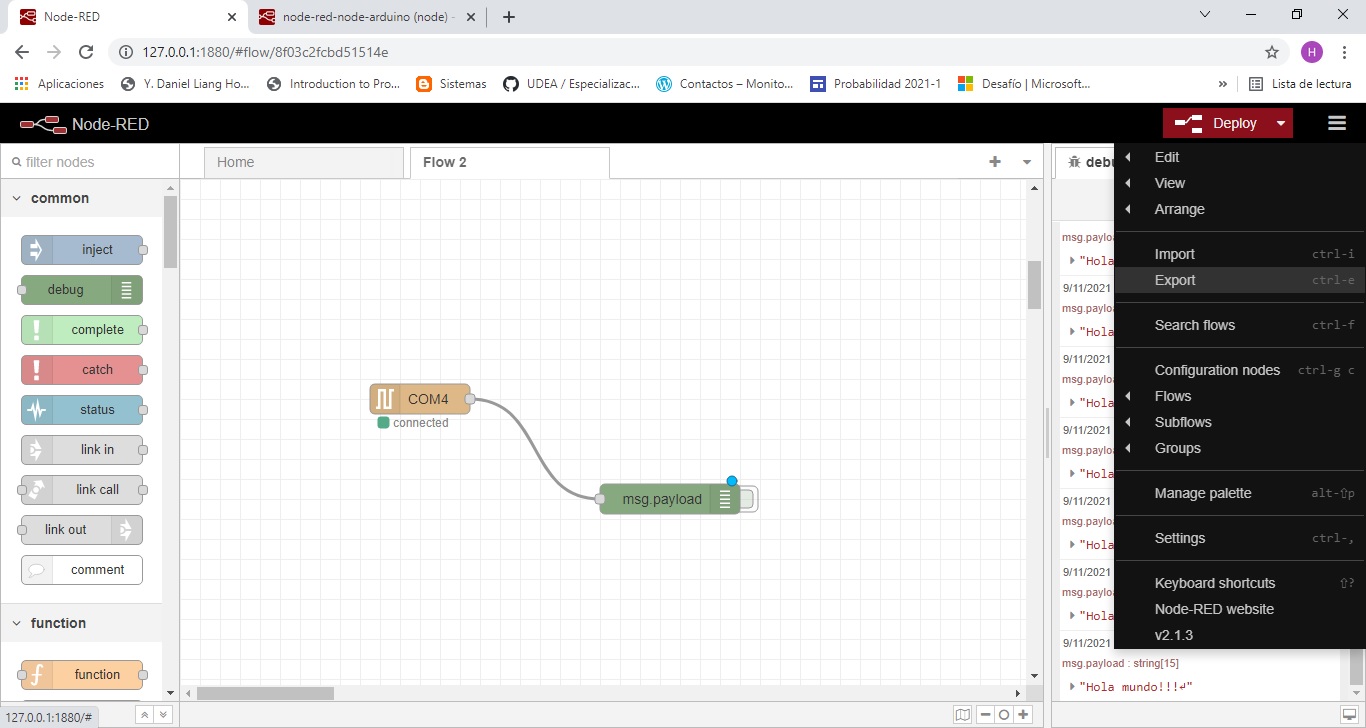 Node-RED
node-red-node-arduino (node) -
127.0.0.1:1880/#flow/8f03c2fcbd51514e
H
Aplicaciones
Y. Daniel Liang Ho...
Introduction to Pro...
Sistemas
UDEA / Especializac...
Contactos – Monito...
Probabilidad 2021-1
Desafío | Microsoft...
»
Lista de lectura
Node-RED
Deploy
filter nodes
Home
Flow 2
debu
common
inject
debug
complete
catch
status
link in
link call
link out
comment
function
function
COM4
connected
msg.payload
Edit
View
Arrange
Import ctrl-i
Export ctrl-e
Search flows ctrl-f
Configuration nodes ctrl-g c
Flows
Subflows
Groups
Manage palette alt-⇧p
Settings ctrl-,
Keyboard shortcuts ⇧?
Node-RED website
v2.1.3
msg.paylo
"Hola
9/11/2021
msg.paylo
"Hola
9/11/2021
msg.paylo
"Hola
9/11/2021
msg.paylo
"Hola
9/11/2021
msg.paylo
"Hola
9/11/2021
msg.paylo
"Hola
9/11/2021
msg.payload : string[15]
"Hola mundo!!!↵"
127.0.0.1:1880/#